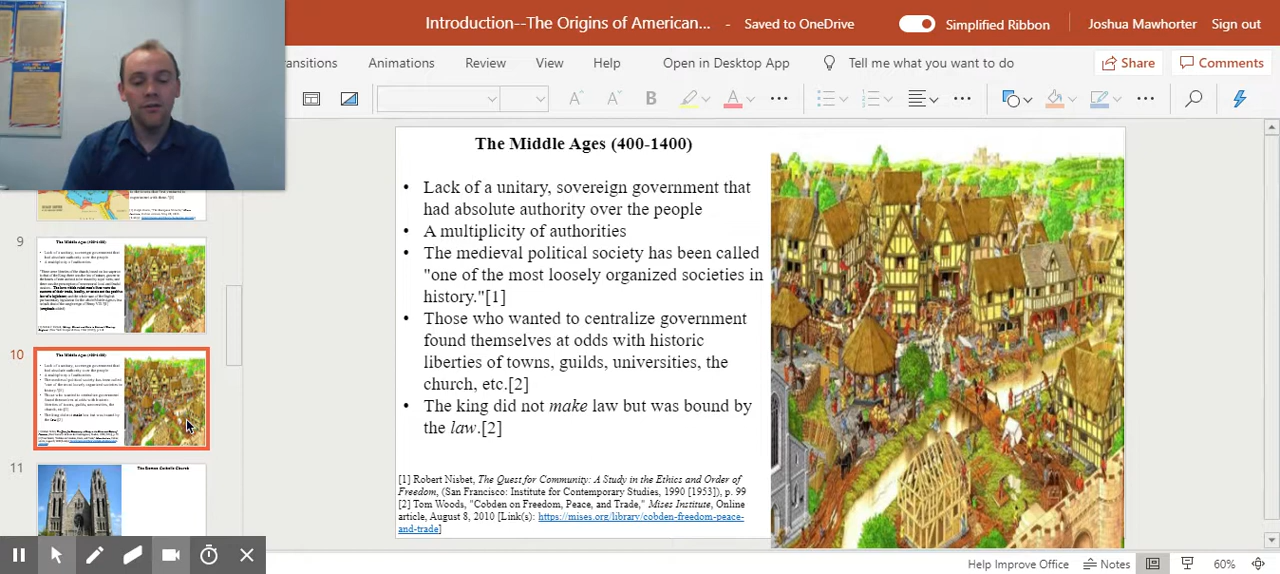 Introduction--The Origins of American... - Saved to OneDrive Simplified Ribbon Joshua Mawhorter Sign out
ansitions Animations Review View Help Open in Desktop App Tell me what you want to do Share Comments
B A
The Middle Ages (400-1400)
• Lack of a unitary, sovereign government that
had absolute authority over the people
• A multiplicity of authorities
• The medieval political society has been called
"one of the most loosely organized societies in
history."[1]
• Those who wanted to centralize government
found themselves at odds with historic
liberties of towns, guilds, universities, the
church, etc.[2]
• The king did not make law but was bound by
the law.[2]
[1] Robert Nisbet, The Quest for Community: A Study in the Ethics and Order of
Freedom, (San Francisco: Institute for Contemporary Studies, 1990 [1953]), p. 99
[2] Tom Woods, "Cobden on Freedom, Peace, and Trade," Mises Institute, Online
article, August 8, 2010 [Link(s): https://mises.org/library/cobden-freedom-peace-
and-trade]
9
The Middle Ages (400-1400)
10
The Middle Ages (400-1400)
11
The Roman Catholic Church
Help Improve Office Notes 60%